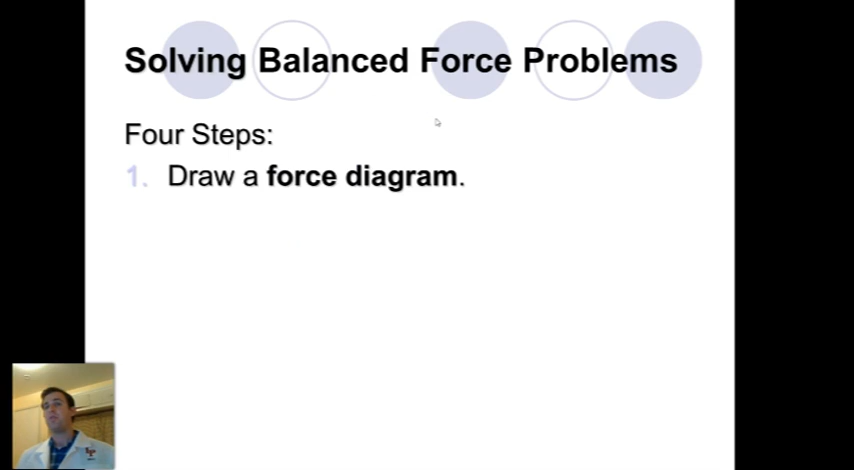 Solving Balanced Force Problems
Four Steps:
1. Draw a force diagram.